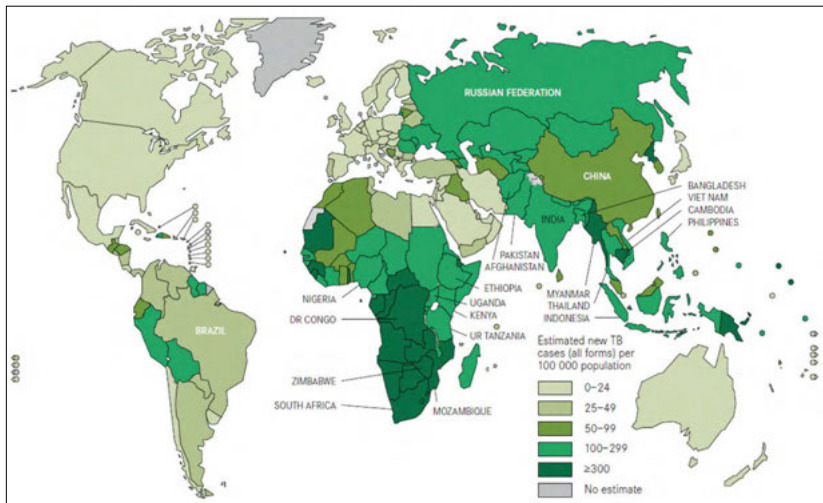 RUSSIAN FEDERATION
CHINA
BANGLADESH
VIET NAM
CAMBODIA
PHILIPPINES
INDIA
PAKISTAN
AFGHANISTAN
ETHIOPIA
NIGERIA
UGANDA
KENYA
DR CONGO
UR TANZANIA
MYANMAR
THAILAND
INDONESIA
BRAZIL
ZIMBABWE
SOUTH AFRICA
MOZAMBIQUE
Estimated new TB
cases (all forms) per
100 000 population
0–24
25–49
50–99
100–299
≥300
No estimate